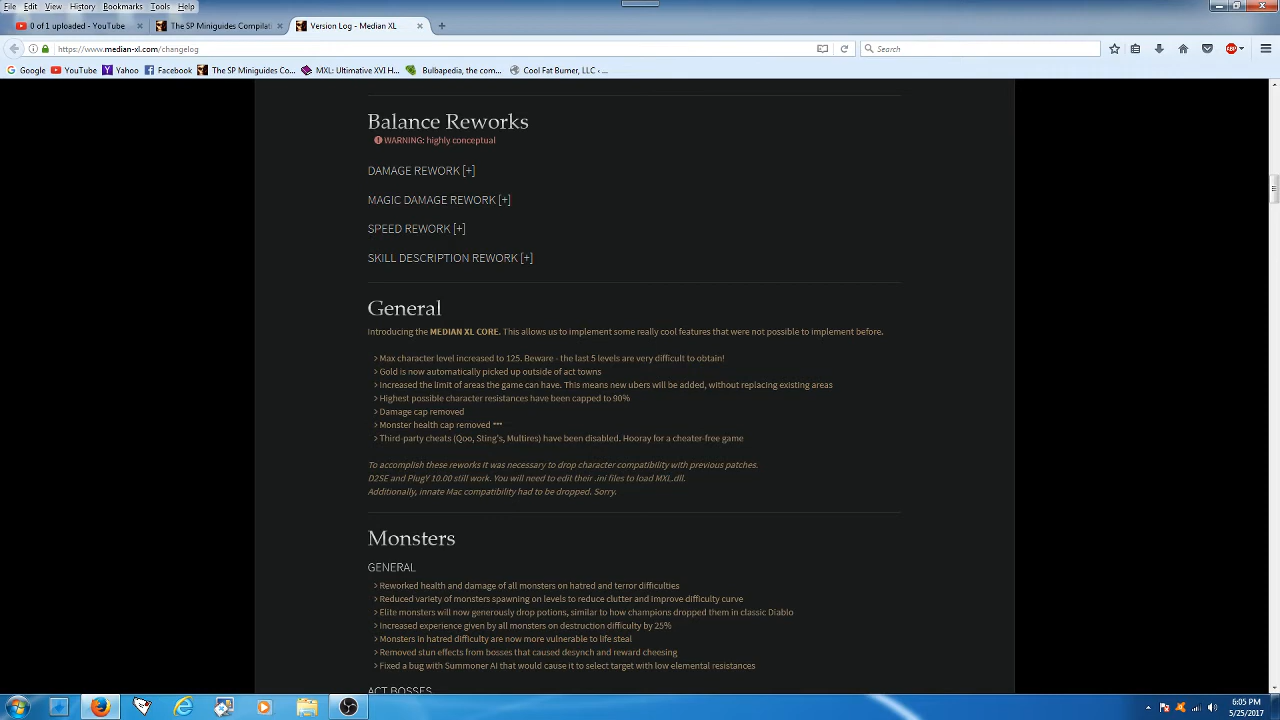 File Edit View History Bookmarks Tools Help
0 of 1 uploaded - YouTube
The SP Miniguides Compilat
Version Log - Median XL
https://www.median-xl.com/changelog
Search
Google YouTube Yahoo Facebook The SP Miniguides Co... MXL: Ultimative XVI H... Bulbapedia, the com... Cool Fat Burner, LLC ‹ ...
Balance Reworks
WARNING: highly conceptual
DAMAGE REWORK [+]
MAGIC DAMAGE REWORK [+]
SPEED REWORK [+]
SKILL DESCRIPTION REWORK [+]
General
Introducing the MEDIAN XL CORE. This allows us to implement some really cool features that were not possible to implement before.
> Max character level increased to 125. Beware - the last 5 levels are very difficult to obtain!
> Gold is now automatically picked up outside of act towns
> Increased the limit of areas the game can have. This means new ubers will be added, without replacing existing areas
> Highest possible character resistances have been capped to 90%
> Damage cap removed
> Monster health cap removed ***
> Third-party cheats (Qoo, Sting's, Multires) have been disabled. Hooray for a cheater-free game
To accomplish these reworks it was necessary to drop character compatibility with previous patches.
D2SE and PlugY 10.00 still work. You will need to edit their .ini files to load MXL.dll.
Additionally, innate Mac compatibility had to be dropped. Sorry.
Monsters
GENERAL
> Reworked health and damage of all monsters on hatred and terror difficulties
> Reduced variety of monsters spawning on levels to reduce clutter and improve difficulty curve
> Elite monsters will now generously drop potions, similar to how champions dropped them in classic Diablo
> Increased experience given by all monsters on destruction difficulty by 25%
> Monsters in hatred difficulty are now more vulnerable to life steal
> Removed stun effects from bosses that caused desynch and reward cheesing
> Fixed a bug with Summoner AI that would cause it to select target with low elemental resistances
ACT BOSSES
6:05 PM
5/25/2017